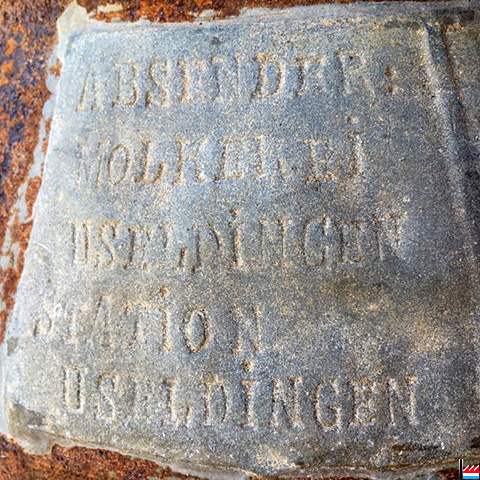 ABSENDER:
MOLKEREi
USELDiNGEN
STATiON
USELDiNGEN